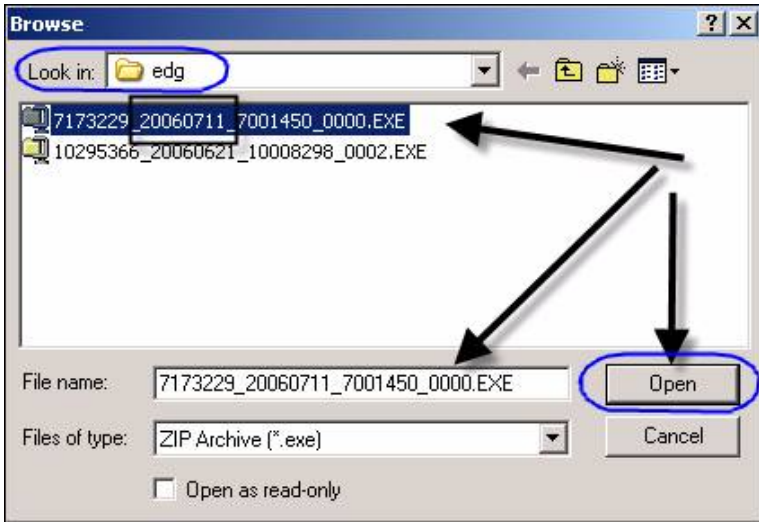 Browse
Look in: edg
7173229_20060711_7001450_0000.EXE
10295366_20060621_10008298_0002.EXE
File name: 7173229_20060711_7001450_0000.EXE Open
Files of type: ZIP Archive (*.exe) Cancel
Open as read-only